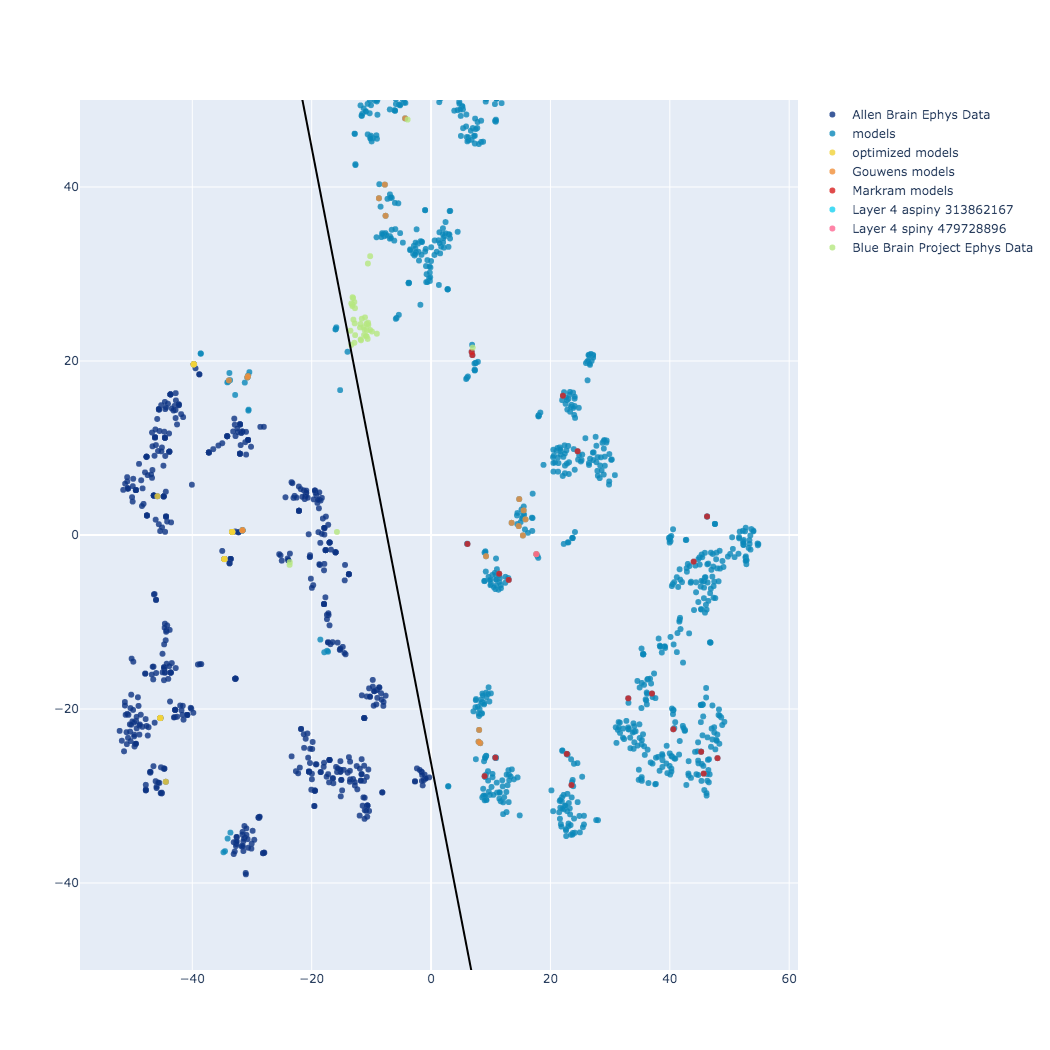 Allen Brain Ephys Data
models
optimized models
Gouwens models
Markram models
Layer 4 aspiny 313862167
Layer 4 spiny 479728896
Blue Brain Project Ephys Data
40
20
0
−20
−40
−40 −20 0 20 40 60